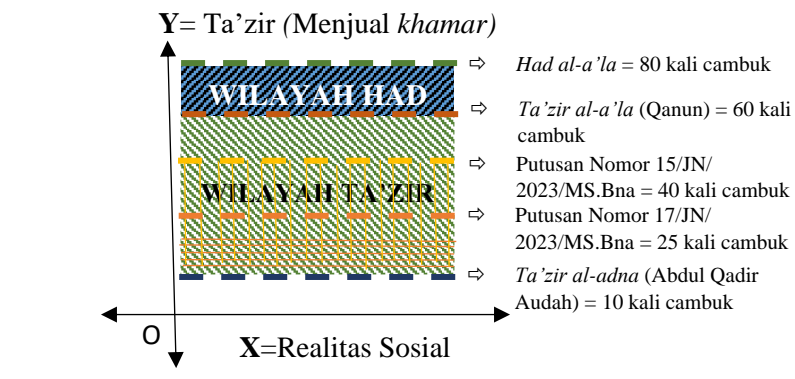 Y= Ta’zir (Menjual khamar)
WILAYAH HAD
WILAYAH TA’ZIR
⇨ Had al-a’la = 80 kali cambuk
⇨ Ta’zir al-a’la (Qanun) = 60 kali
cambuk
⇨ Putusan Nomor 15/JN/
2023/MS.Bna = 40 kali cambuk
⇨ Putusan Nomor 17/JN/
2023/MS.Bna = 25 kali cambuk
⇨ Ta’zir al-adna (Abdul Qadir
Audah) = 10 kali cambuk
O
X=Realitas Sosial